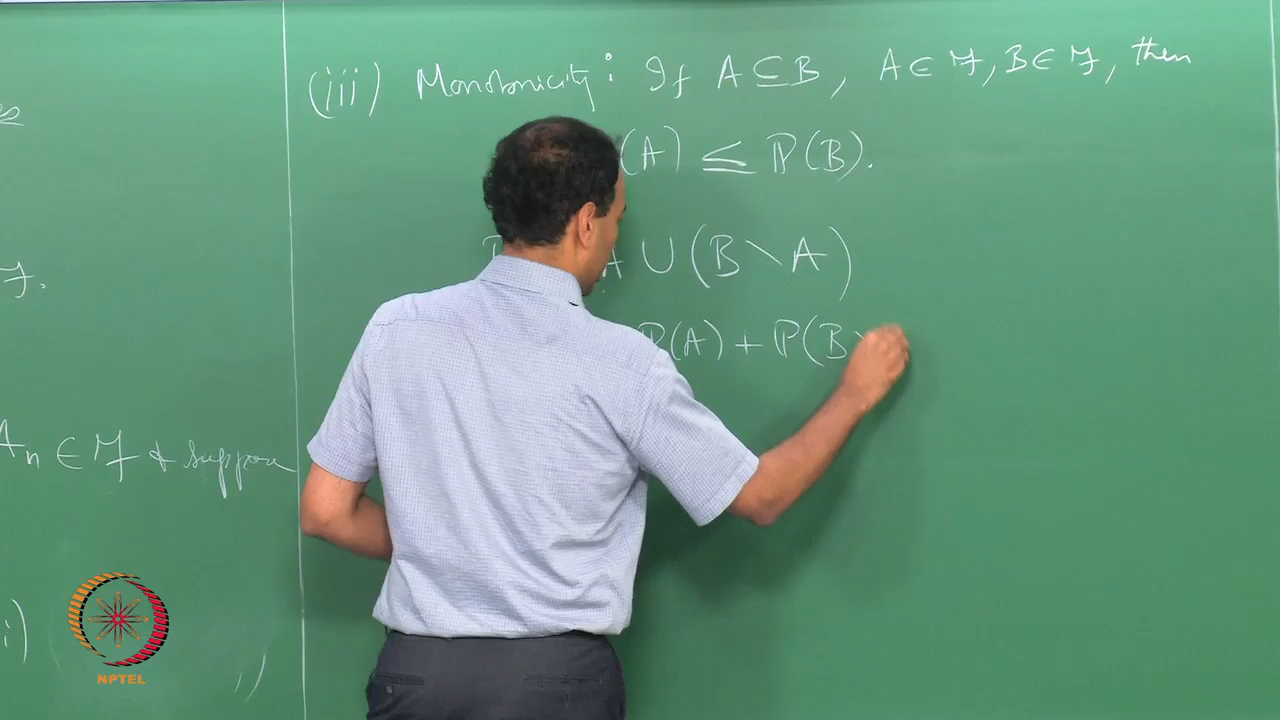 (iii) Monotonicity: If A ⊆ B, A ∈ ℱ, B ∈ ℱ, then
(A) ≤ ℙ(B).
A ∪ (B \ A)
ℙ(A) + ℙ(B \
ℱ.
Aₙ ∈ ℱ & suppose
i) )
NPTEL